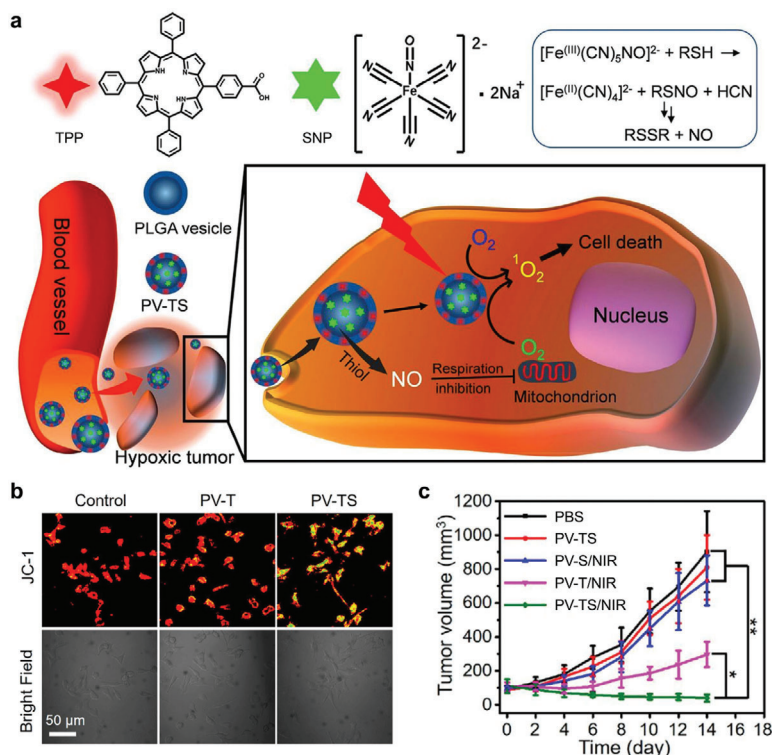 a
TPP
NH
N
N
HN
O
OH
SNP
O
N
N
N
Fe
N
N
N
2-
· 2Na+
[Fe(III)(CN)5NO]2- + RSH →
[Fe(II)(CN)4]2- + RSNO + HCN
RSSR + NO
Blood vessel
PLGA vesicle
PV-TS
Hypoxic tumor
O2
1O2
Cell death
O2
Nucleus
Thiol
NO
Respiration
inhibition
Mitochondrion
b
Control PV-T PV-TS
JC-1
Bright Field
50 µm
c
Tumor volume (mm3)
1200
1000
800
600
400
200
0
PBS
PV-TS
PV-S/NIR
PV-T/NIR
PV-TS/NIR
**
*
0 2 4 6 8 10 12 14 16 18
Time (day)